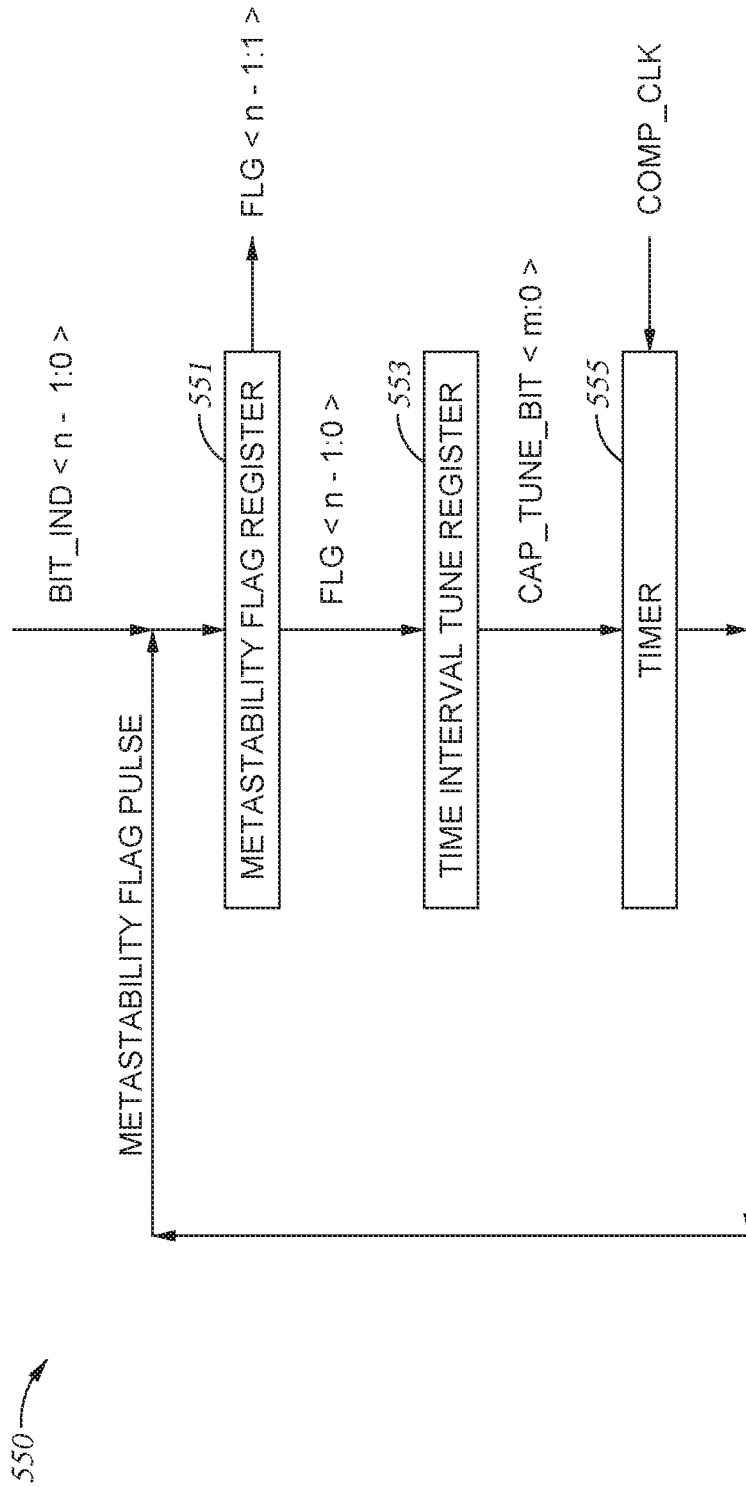 550
METASTABILITY FLAG PULSE
BIT_IND < n - 1:0 >
551
METASTABILITY FLAG REGISTER
FLG < n - 1:1 >
FLG < n - 1:0 >
553
TIME INTERVAL TUNE REGISTER
CAP_TUNE_BIT < m:0 >
555
TIMER
COMP_CLK